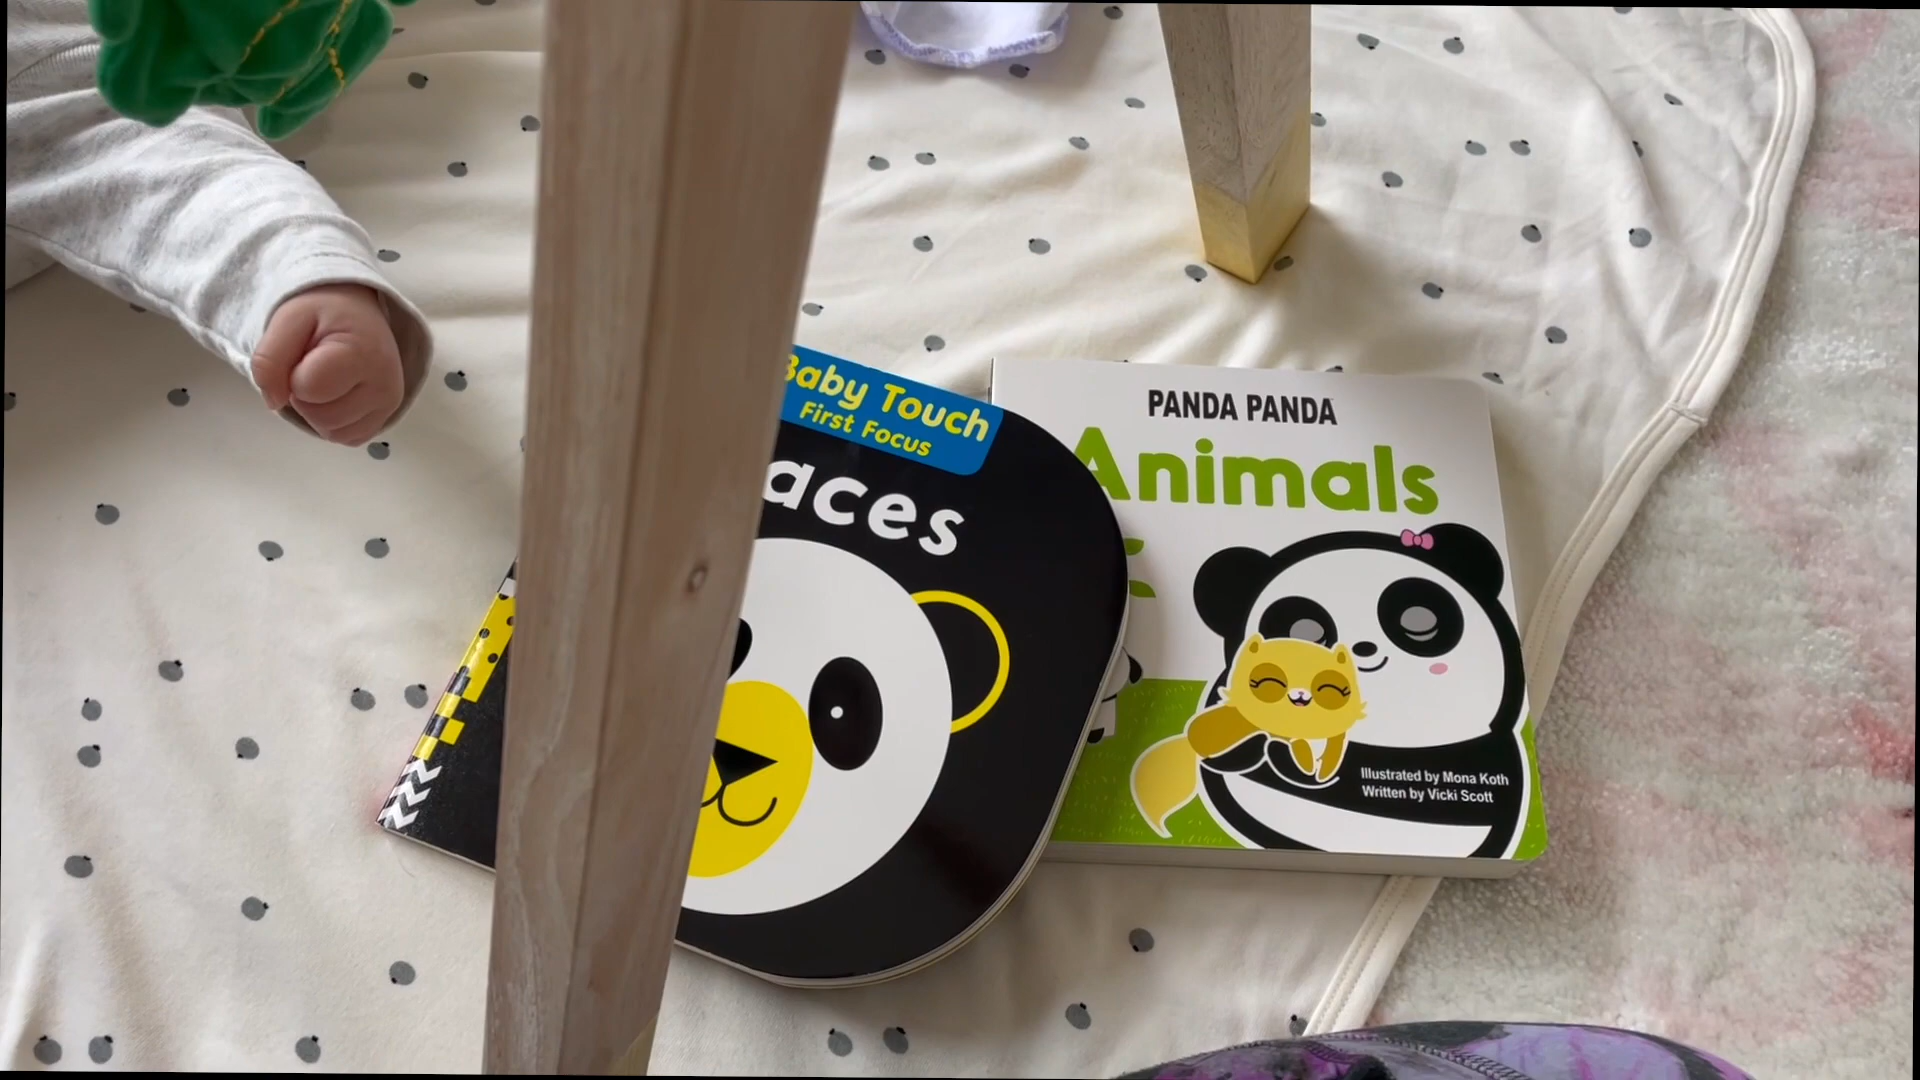 Baby Touch
First Focus
aces
PANDA PANDA
Animals
Illustrated by Mona Koth
Written by Vicki Scott